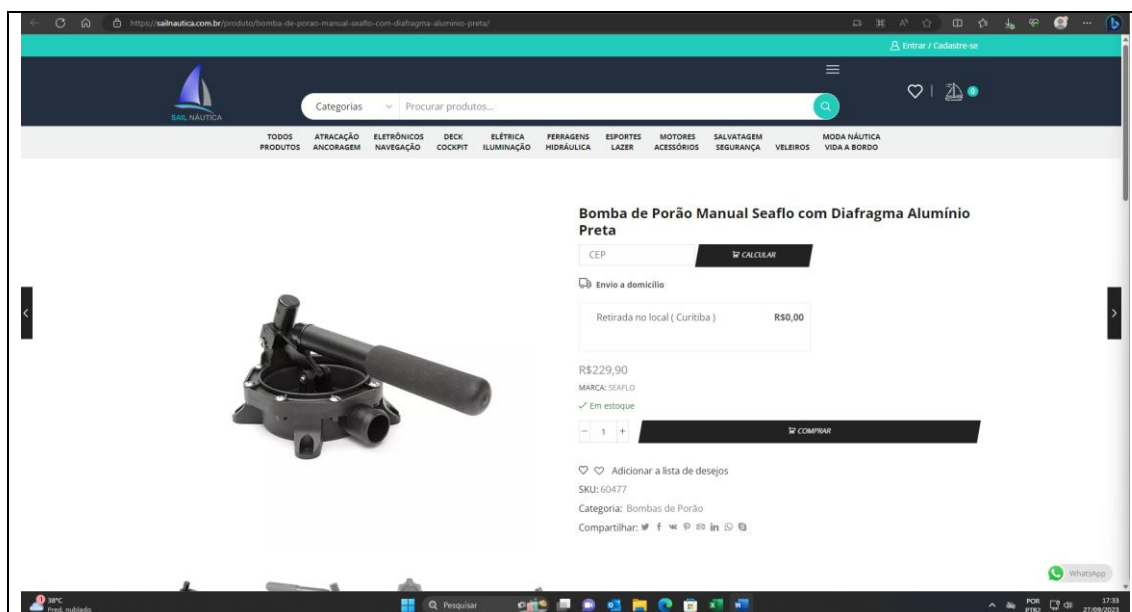 https://sailnautica.com.br/produto/bomba-de-porao-manual-seaflo-com-diafragma-aluminio-preta/
Entrar / Cadastre-se
SAIL NÁUTICA
Categorias
Procurar produtos...
0
TODOS PRODUTOS
ATRACAÇÃO ANCORAGEM
ELETRÔNICOS NAVEGAÇÃO
DECK COCKPIT
ELÉTRICA ILUMINAÇÃO
FERRAGENS HIDRÁULICA
ESPORTES LAZER
MOTORES ACESSÓRIOS
SALVATAGEM SEGURANÇA
VELEIROS
MODA NÁUTICA VIDA A BORDO
Bomba de Porão Manual Seaflo com Diafragma Alumínio
Preta
CEP
CALCULAR
Envio a domicílio
Retirada no local ( Curitiba ) R$0,00
R$229,90
MARCA: SEAFLO
Em estoque
- 1 +
COMPRAR
Adicionar a lista de desejos
SKU: 60477
Categoria: Bombas de Porão
Compartilhar:
WhatsApp
38°C
Pred. nublado
Pesquisar
POR
PTB2
17:33
27/09/2023